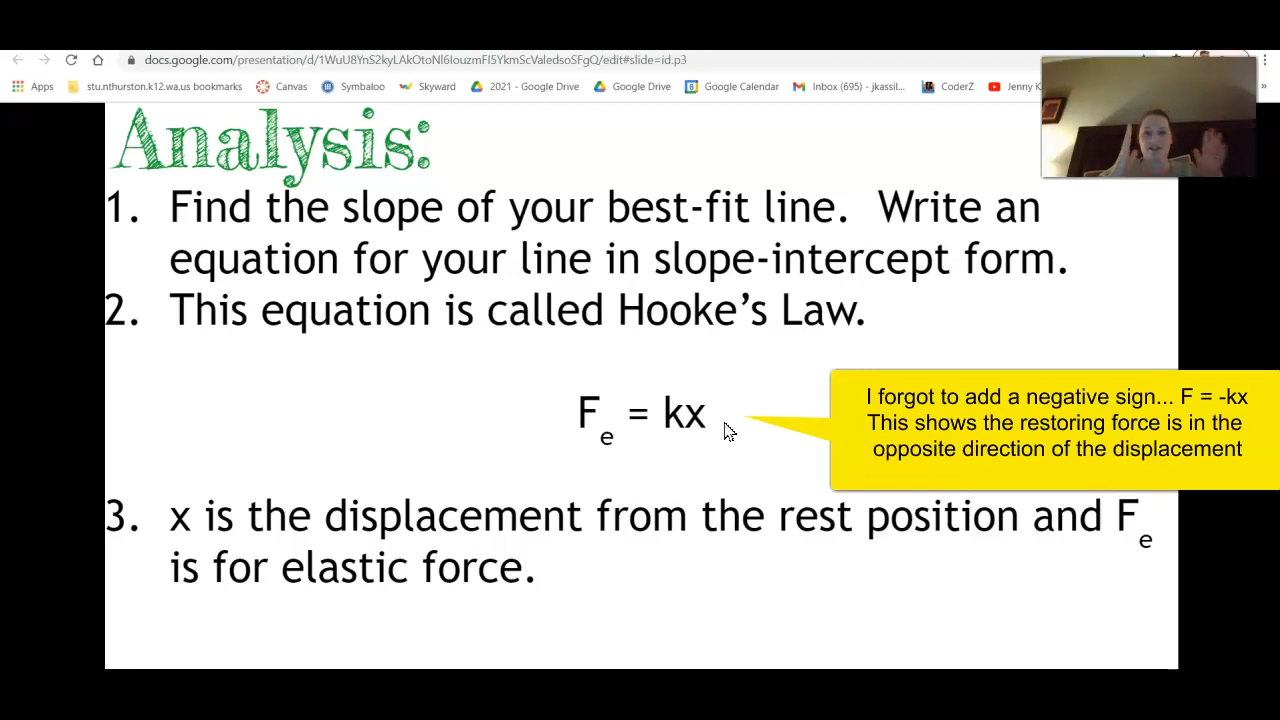 docs.google.com/presentation/d/1WuU8YnS2kyLAkOtoNl6IouzmFI5YkmScValedsoSFgQ/edit#slide=id.p3
Apps stu.nthurston.k12.wa.us bookmarks Canvas Symbaloo Skyward 2021 - Google Drive Google Drive Google Calendar Inbox (695) - jkassil... CoderZ Jenny K »
Analysis:
1. Find the slope of your best-fit line. Write an
equation for your line in slope-intercept form.
2. This equation is called Hooke’s Law.
Fe = kx
I forgot to add a negative sign... F = -kx
This shows the restoring force is in the
opposite direction of the displacement
3. x is the displacement from the rest position and Fe
is for elastic force.